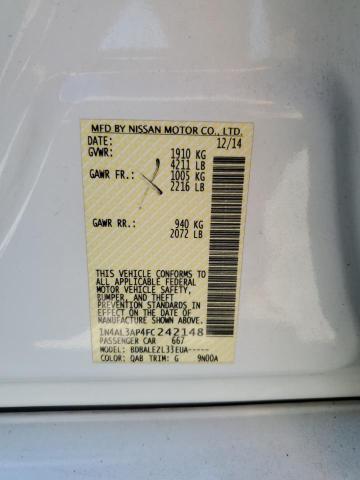 MFD BY NISSAN MOTOR CO., LTD.
DATE: 12/14
GVWR: 1910 KG
4211 LB
GAWR FR.: 1005 KG
2216 LB
GAWR RR.: 940 KG
2072 LB
THIS VEHICLE CONFORMS TO
ALL APPLICABLE FEDERAL
MOTOR VEHICLE SAFETY,
BUMPER, AND THEFT
PREVENTION STANDARDS
IN EFFECT ON THE DATE OF
MANUFACTURE SHOWN ABOVE.
1N4AL3AP4FC242148
PASSENGER CAR 667
MODEL: BDBALEZL33EUA-----
COLOR: QAB TRIM: G 9N00A